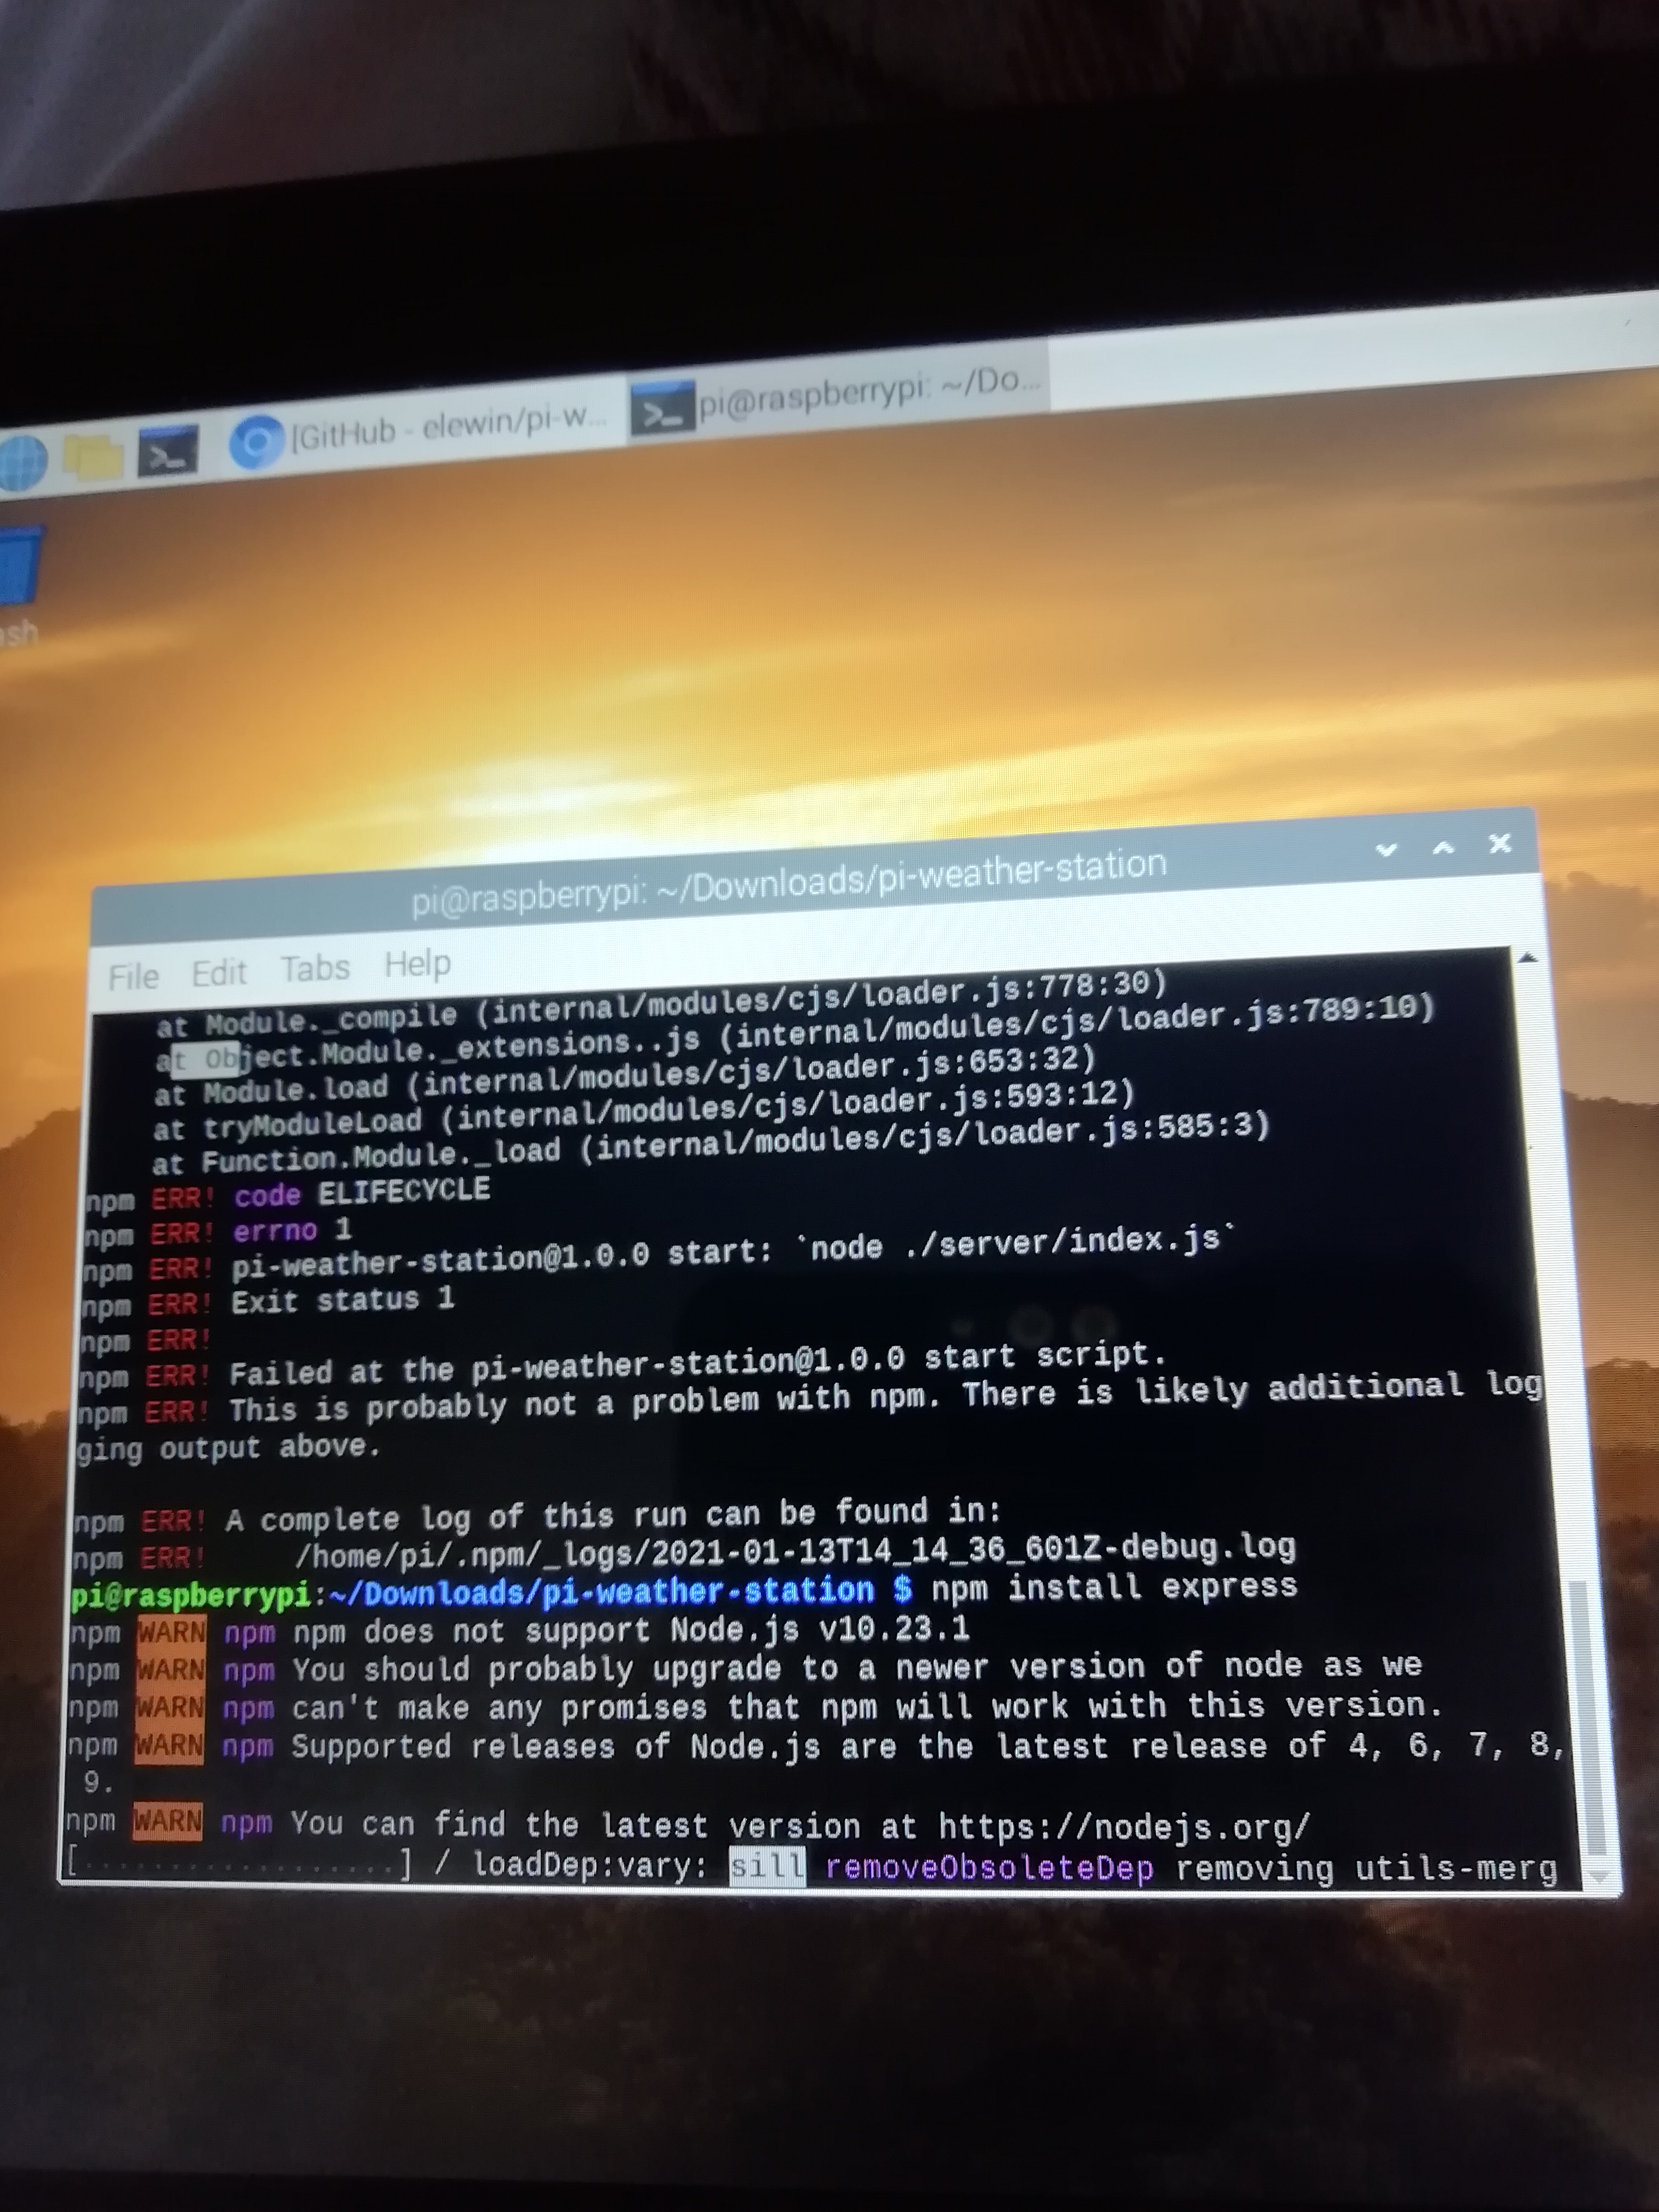 [GitHub - elewin/pi-w...
pi@raspberrypi: ~/Do...
pi@raspberrypi: ~/Downloads/pi-weather-station
File Edit Tabs Help
at Module._compile (internal/modules/cjs/loader.js:778:30)
at Object.Module._extensions..js (internal/modules/cjs/loader.js:789:10)
at Module.load (internal/modules/cjs/loader.js:653:32)
at tryModuleLoad (internal/modules/cjs/loader.js:593:12)
at Function.Module._load (internal/modules/cjs/loader.js:585:3)
npm ERR! code ELIFECYCLE
npm ERR! errno 1
npm ERR! pi-weather-station@1.0.0 start: `node ./server/index.js`
npm ERR! Exit status 1
npm ERR!
npm ERR! Failed at the pi-weather-station@1.0.0 start script.
npm ERR! This is probably not a problem with npm. There is likely additional log
ging output above.
npm ERR! A complete log of this run can be found in:
npm ERR! /home/pi/.npm/_logs/2021-01-13T14_14_36_601Z-debug.log
pi@raspberrypi:~/Downloads/pi-weather-station $ npm install express
npm WARN npm npm does not support Node.js v10.23.1
npm WARN npm You should probably upgrade to a newer version of node as we
npm WARN npm can't make any promises that npm will work with this version.
npm WARN npm Supported releases of Node.js are the latest release of 4, 6, 7, 8,
9.
npm WARN npm You can find the latest version at https://nodejs.org/
[..................] / loadDep:vary: sill removeObsoleteDep removing utils-merg